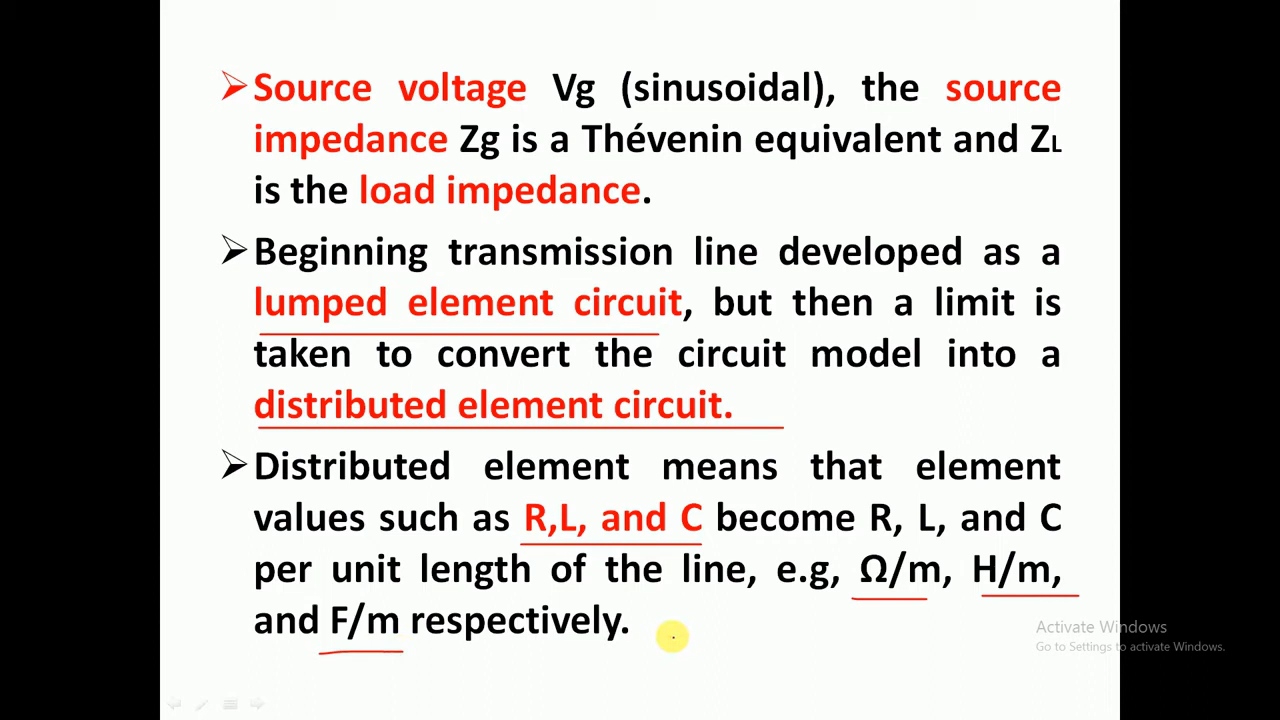 Source voltage Vg (sinusoidal), the source
impedance Zg is a Thévenin equivalent and ZL
is the load impedance.
Beginning transmission line developed as a
lumped element circuit, but then a limit is
taken to convert the circuit model into a
distributed element circuit.
Distributed element means that element
values such as R,L, and C become R, L, and C
per unit length of the line, e.g, Ω/m, H/m,
and F/m respectively.
Activate Windows
Go to Settings to activate Windows.